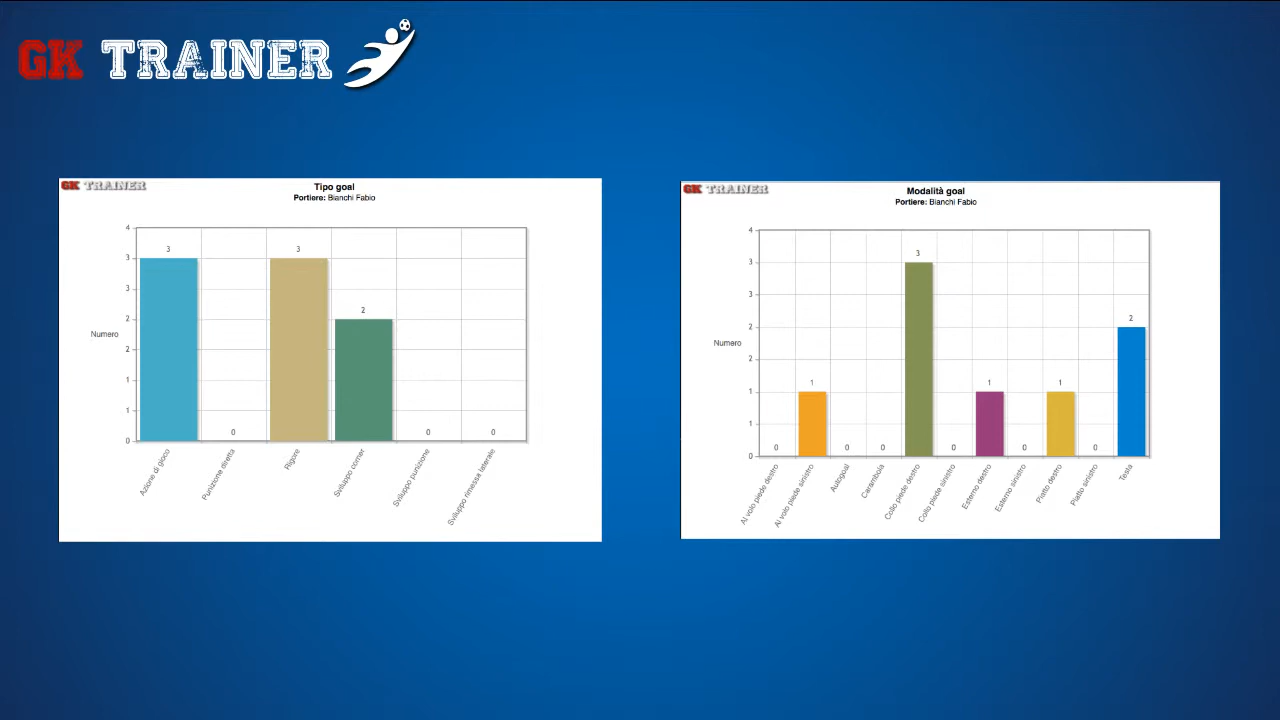 GK TRAINER
GK TRAINER
Tipo goal
Portiere: Bianchi Fabio
4
3
3
2
2
1
1
0
Numero
3
0
3
2
0
0
Azione di gioco
Punizione diretta
Rigore
Sviluppo corner
Sviluppo punizione
Sviluppo rimessa laterale
GK TRAINER
Modalità goal
Portiere: Bianchi Fabio
4
3
3
2
2
1
1
0
Numero
0
1
0
0
3
0
1
0
1
0
2
Al volo piede destro
Al volo piede sinistro
Autogoal
Carambola
Collo piede destro
Collo piede sinistro
Esterno destro
Esterno sinistro
Piatto destro
Piatto sinistro
Testa